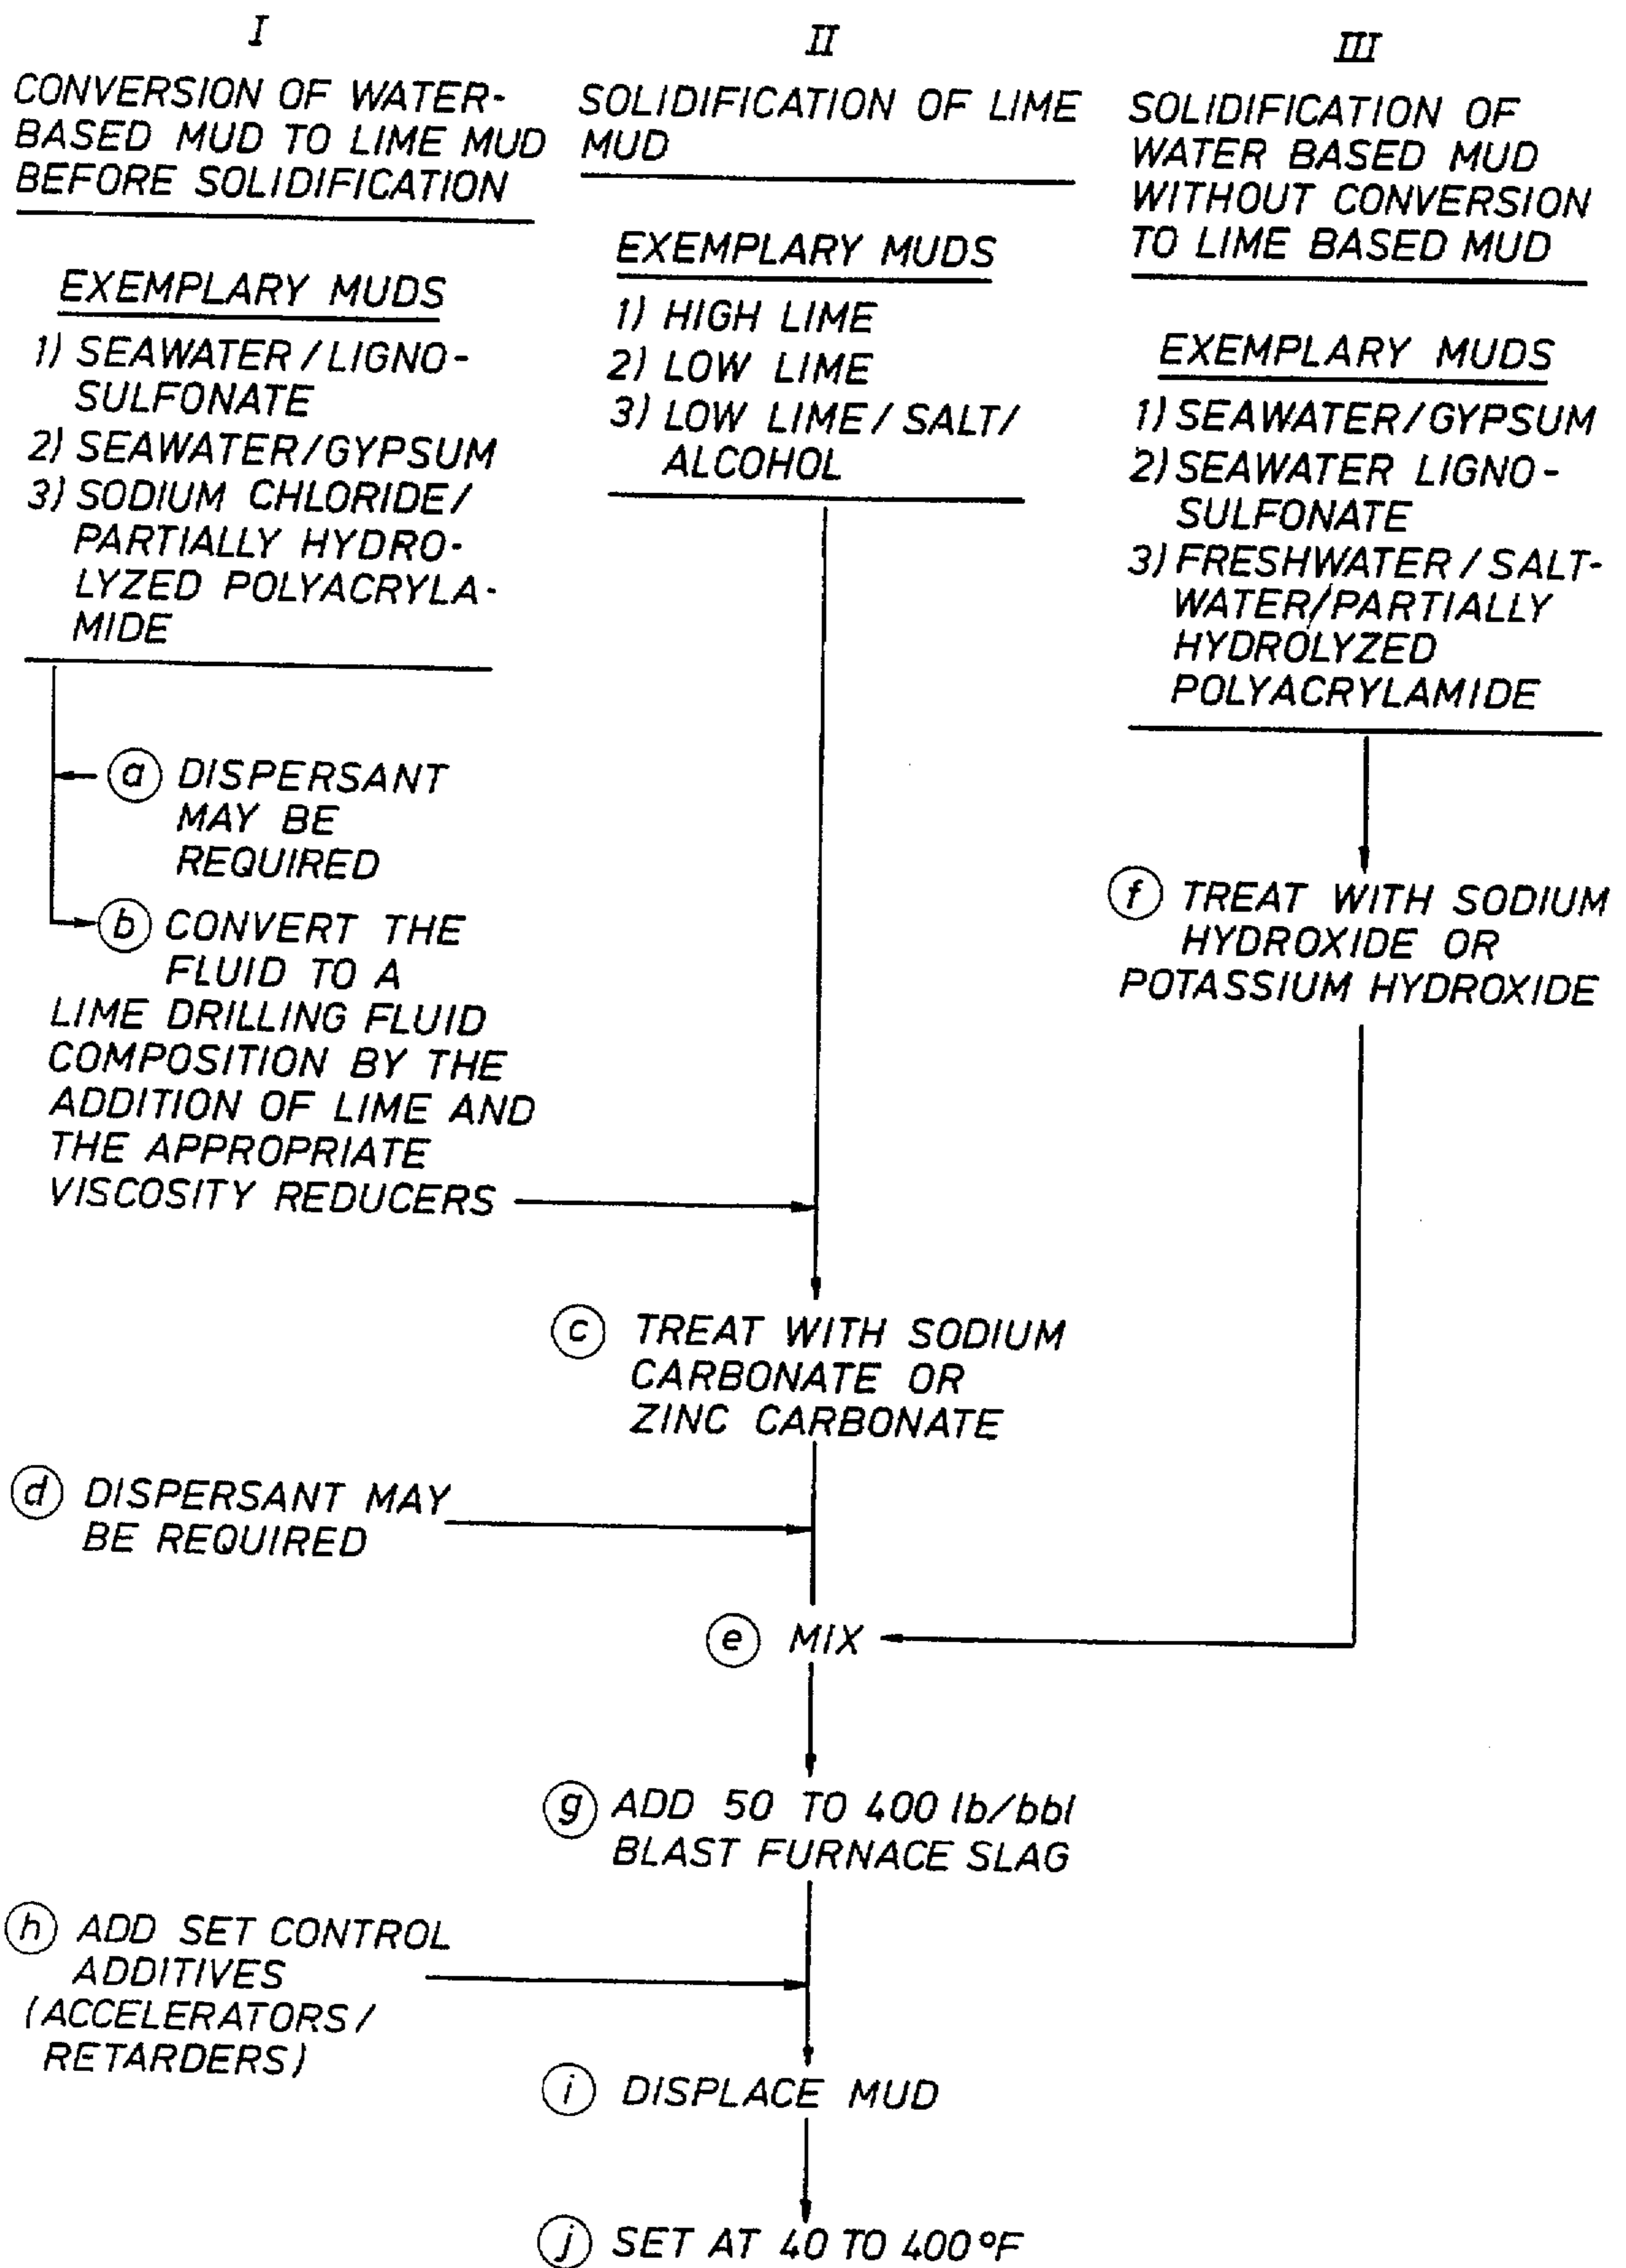 I
CONVERSION OF WATER-
BASED MUD TO LIME MUD
BEFORE SOLIDIFICATION
EXEMPLARY MUDS
1) SEAWATER / LIGNO-
SULFONATE
2) SEAWATER/GYPSUM
3) SODIUM CHLORIDE/
PARTIALLY HYDRO-
LYZED POLYACRYLA-
MIDE
a DISPERSANT
MAY BE
REQUIRED
b CONVERT THE
FLUID TO A
LIME DRILLING FLUID
COMPOSITION BY THE
ADDITION OF LIME AND
THE APPROPRIATE
VISCOSITY REDUCERS
II
SOLIDIFICATION OF LIME
MUD
EXEMPLARY MUDS
1) HIGH LIME
2) LOW LIME
3) LOW LIME / SALT/
ALCOHOL
III
SOLIDIFICATION OF
WATER BASED MUD
WITHOUT CONVERSION
TO LIME BASED MUD
EXEMPLARY MUDS
1) SEAWATER/GYPSUM
2) SEAWATER LIGNO-
SULFONATE
3) FRESHWATER / SALT-
WATER/PARTIALLY
HYDROLYZED
POLYACRYLAMIDE
f TREAT WITH SODIUM
HYDROXIDE OR
POTASSIUM HYDROXIDE
c TREAT WITH SODIUM
CARBONATE OR
ZINC CARBONATE
d DISPERSANT MAY
BE REQUIRED
e MIX
g ADD 50 TO 400 lb/bbl
BLAST FURNACE SLAG
h ADD SET CONTROL
ADDITIVES
(ACCELERATORS /
RETARDERS)
i DISPLACE MUD
j SET AT 40 TO 400°F